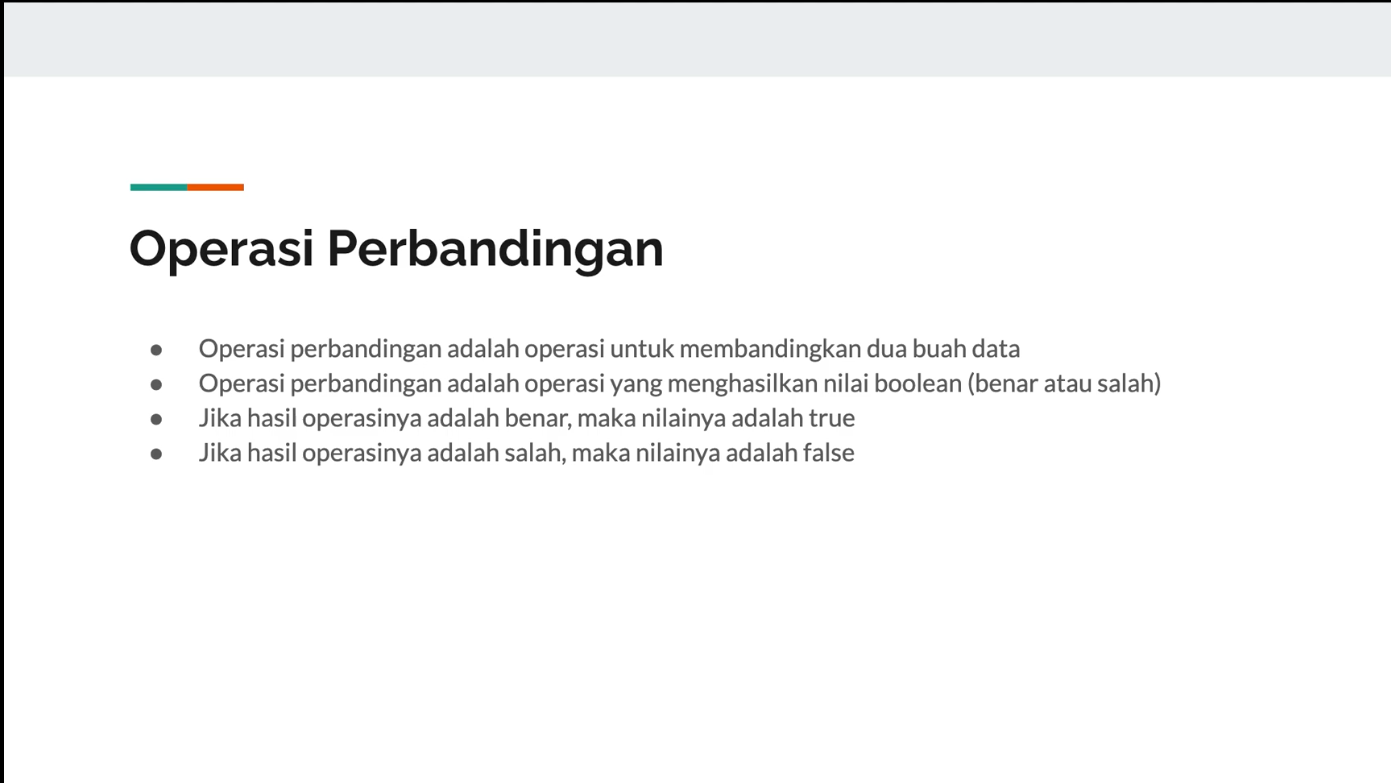 Operasi Perbandingan
● Operasi perbandingan adalah operasi untuk membandingkan dua buah data
● Operasi perbandingan adalah operasi yang menghasilkan nilai boolean (benar atau salah)
● Jika hasil operasinya adalah benar, maka nilainya adalah true
● Jika hasil operasinya adalah salah, maka nilainya adalah false